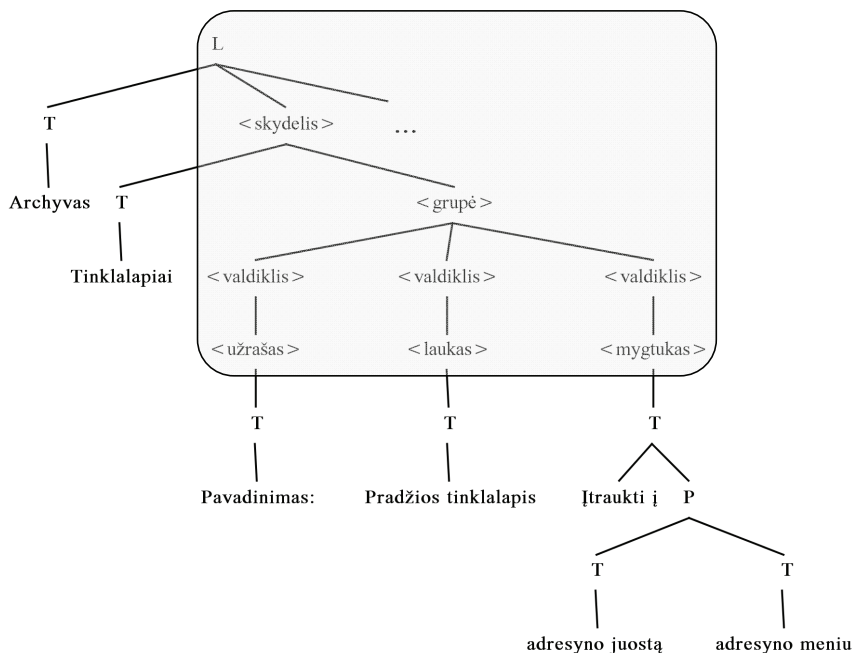 L
T <skydelis> ...
Archyvas T <grupė>
Tinklalapiai <valdiklis> <valdiklis> <valdiklis>
<užrašas> <laukas> <mygtukas>
T T T
Pavadinimas: Pradžios tinklalapis Įtraukti į P
T T
adresyno juostą adresyno meniu